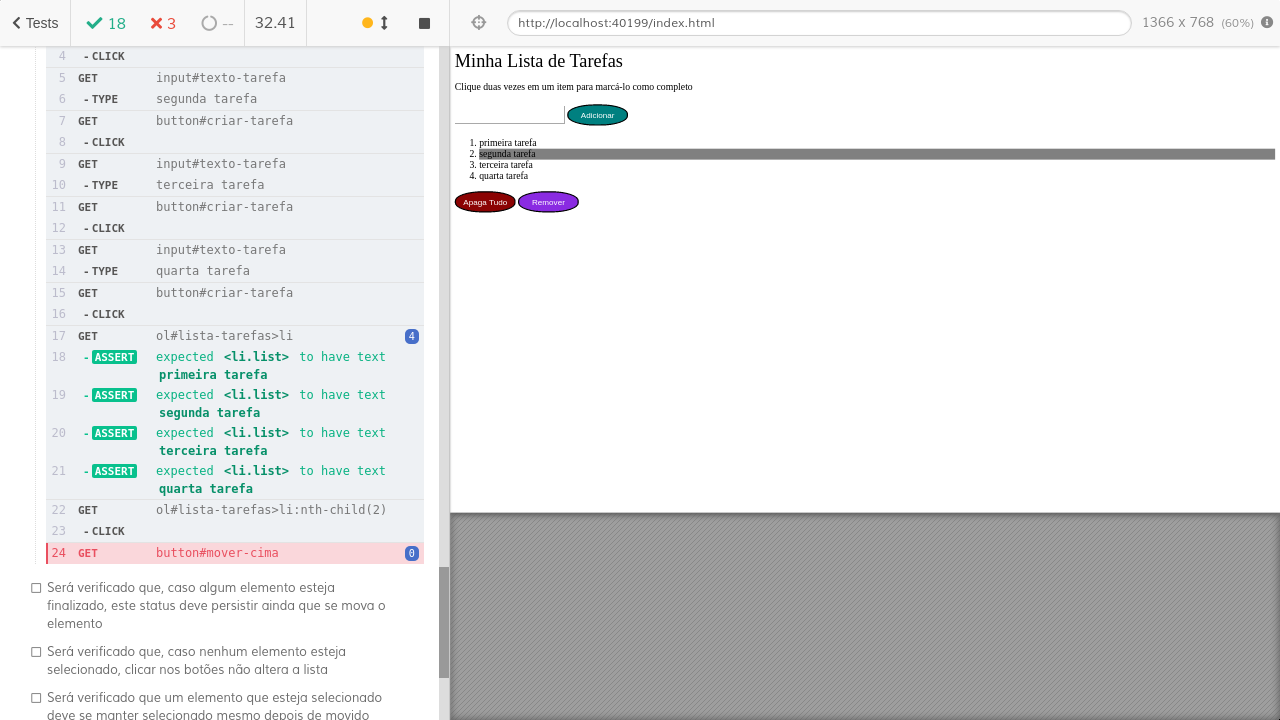 Tests
18
3
--
32.41
http://localhost:40199/index.html
1366 x 768 (60%)
4 - CLICK
5 GET input#texto-tarefa
6 - TYPE segunda tarefa
7 GET button#criar-tarefa
8 - CLICK
9 GET input#texto-tarefa
10 - TYPE terceira tarefa
11 GET button#criar-tarefa
12 - CLICK
13 GET input#texto-tarefa
14 - TYPE quarta tarefa
15 GET button#criar-tarefa
16 - CLICK
17 GET ol#lista-tarefas>li 4
18 - ASSERT expected <li.list> to have text
primeira tarefa
19 - ASSERT expected <li.list> to have text
segunda tarefa
20 - ASSERT expected <li.list> to have text
terceira tarefa
21 - ASSERT expected <li.list> to have text
quarta tarefa
22 GET ol#lista-tarefas>li:nth-child(2)
23 - CLICK
24 GET button#mover-cima 0
Será verificado que, caso algum elemento esteja
finalizado, este status deve persistir ainda que se mova o
elemento
Será verificado que, caso nenhum elemento esteja
selecionado, clicar nos botões não altera a lista
Será verificado que um elemento que esteja selecionado
deve se manter selecionado mesmo depois de movido
Minha Lista de Tarefas
Clique duas vezes em um item para marcá-lo como completo
Adicionar
1. primeira tarefa
2. segunda tarefa
3. terceira tarefa
4. quarta tarefa
Apaga Tudo
Remover